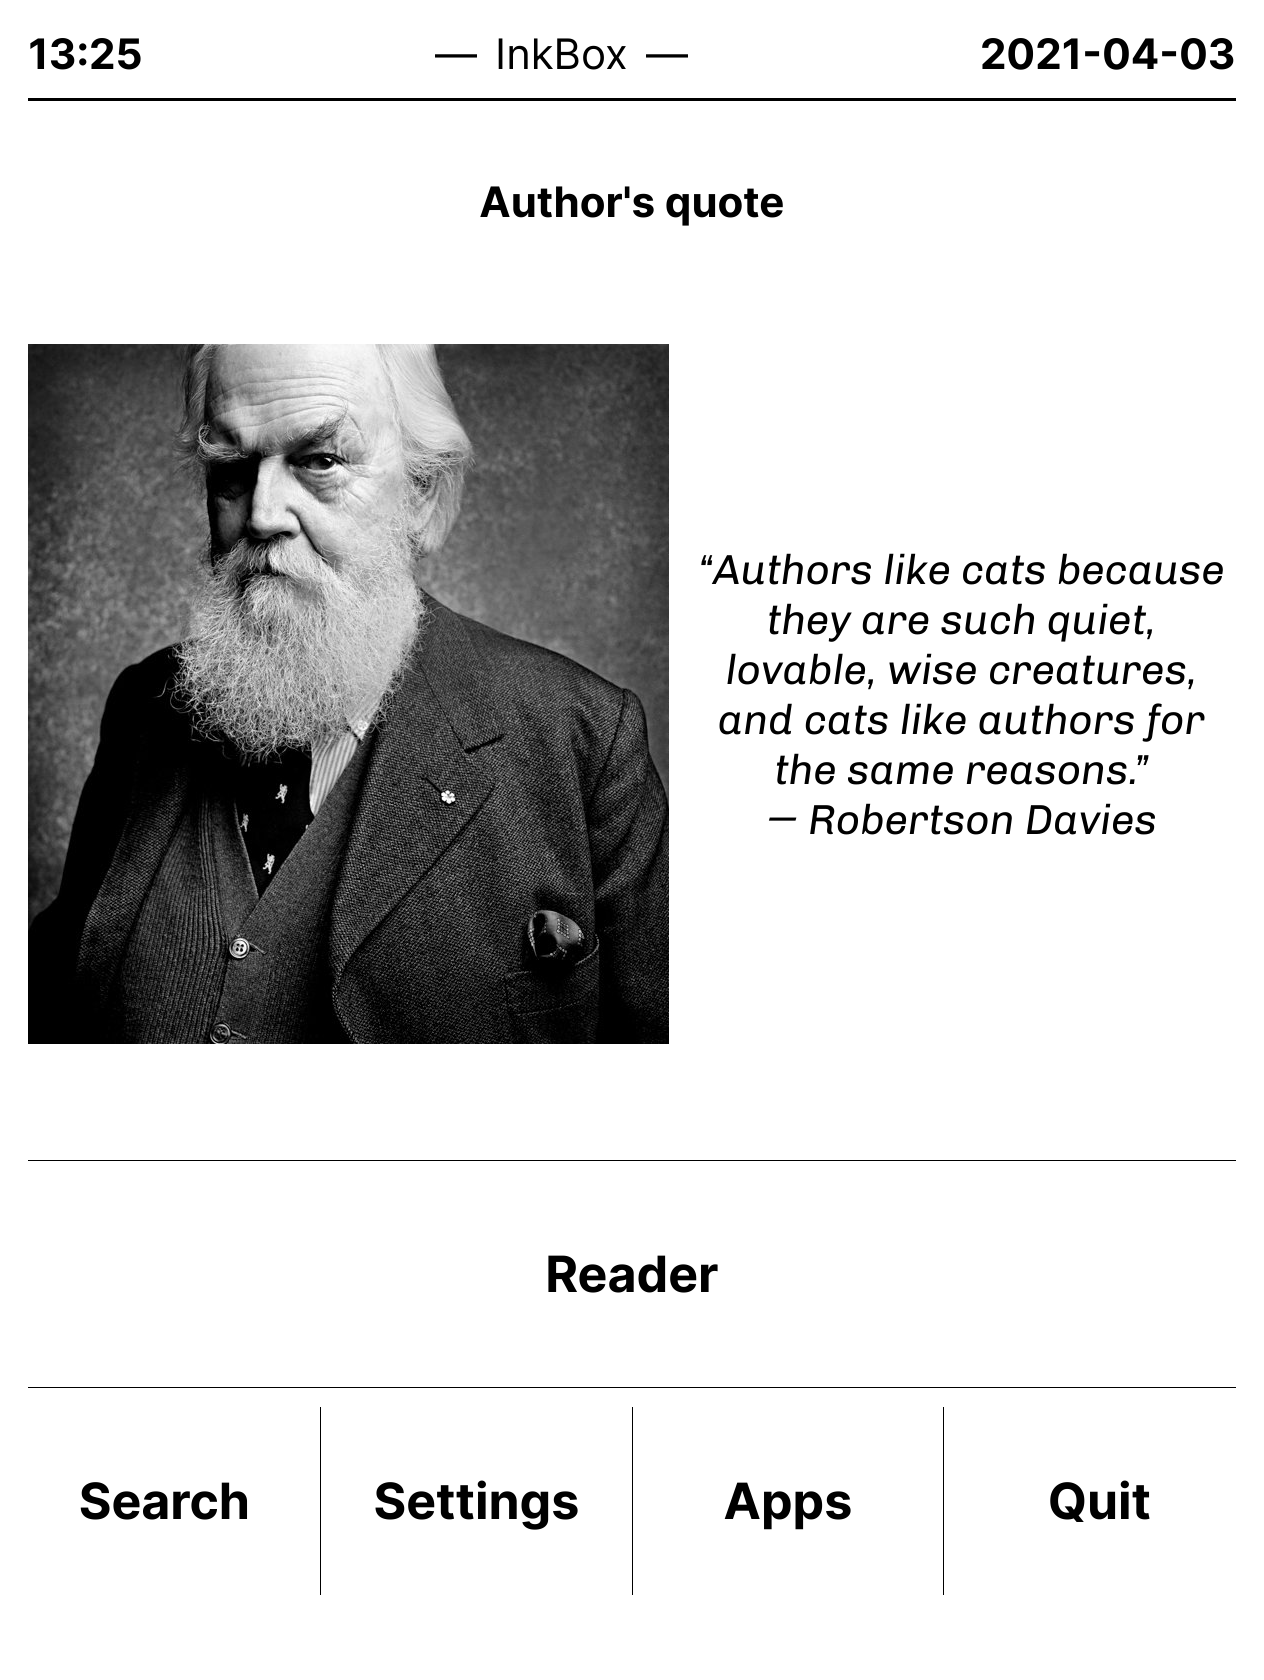 13:25 — InkBox — 2021-04-03
Author's quote
“Authors like cats because
they are such quiet,
lovable, wise creatures,
and cats like authors for
the same reasons.”
— Robertson Davies
Reader
Search Settings Apps Quit